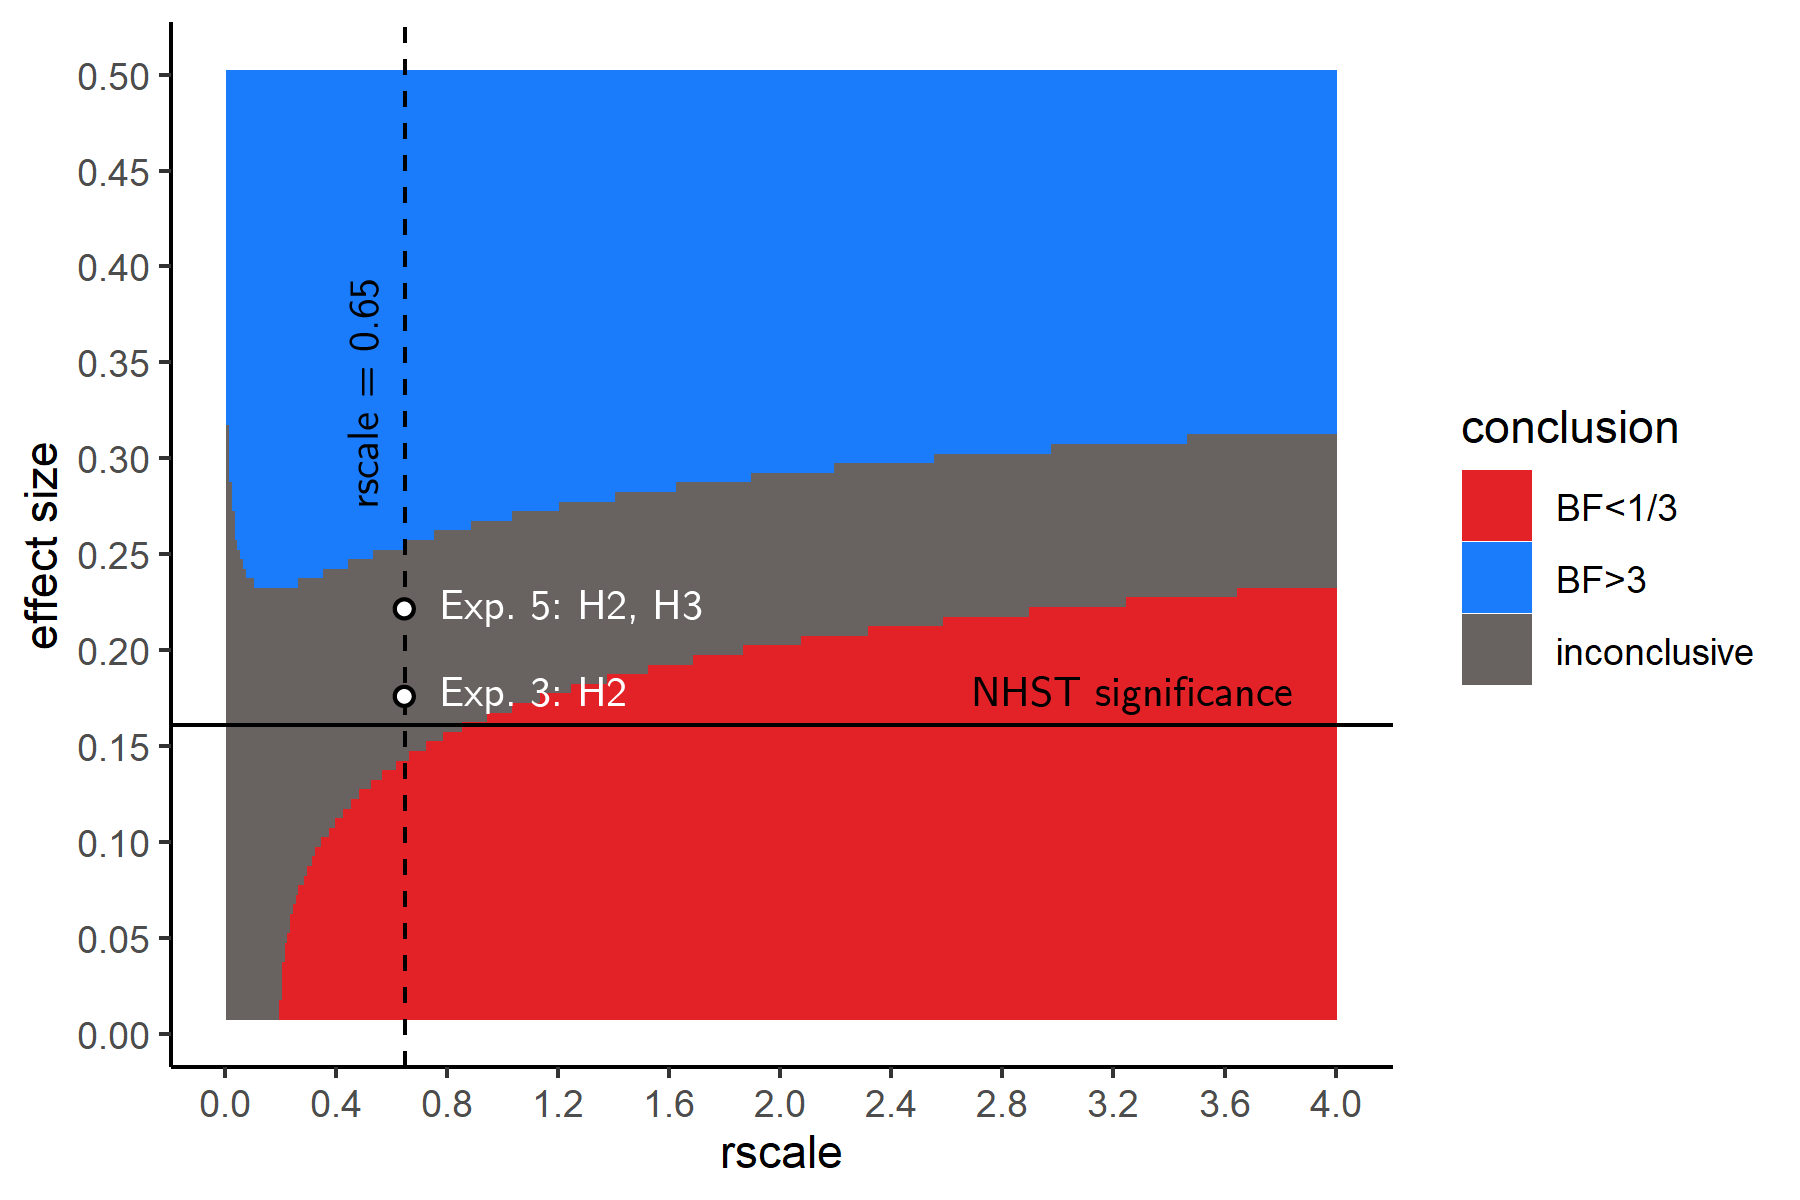 0.50
0.45
0.40
0.35
0.30
0.25
0.20
0.15
0.10
0.05
0.00
effect size
rscale = 0.65
Exp. 5: H2, H3
Exp. 3: H2
NHST significance
0.0 0.4 0.8 1.2 1.6 2.0 2.4 2.8 3.2 3.6 4.0
rscale
conclusion
BF<1/3
BF>3
inconclusive